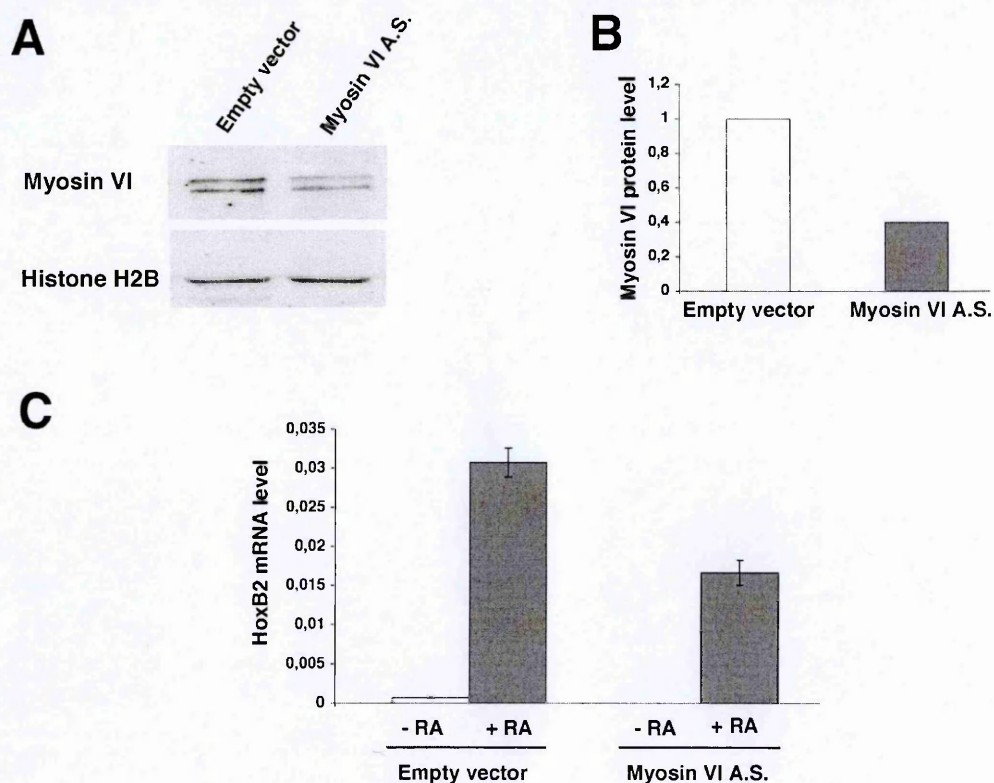 A
Empty vector
Myosin VI A.S.
Myosin VI
Histone H2B
B
Myosin VI protein level
1,2
1
0,8
0,6
0,4
0,2
0
Empty vector
Myosin VI A.S.
C
HoxB2 mRNA level
0,035
0,03
0,025
0,02
0,015
0,01
0,005
0
- RA
+ RA
- RA
+ RA
Empty vector
Myosin VI A.S.